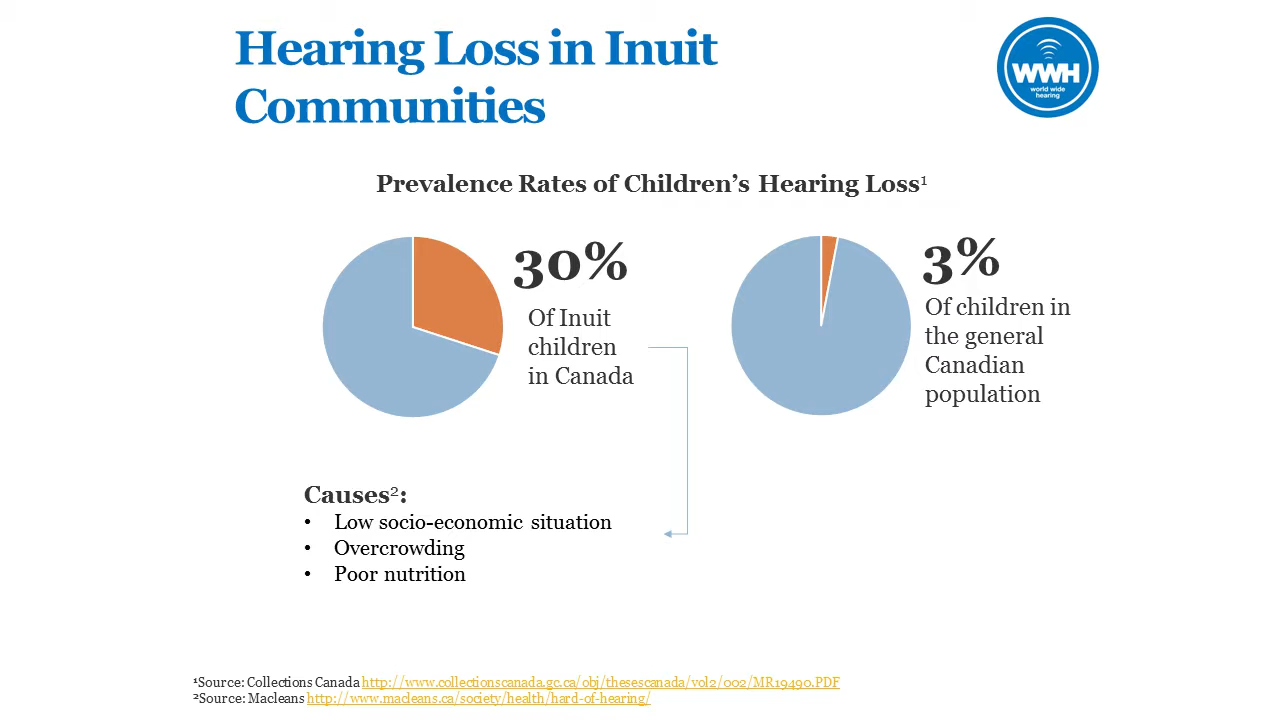 Hearing Loss in Inuit
Communities
WWH
world wide
hearing
Prevalence Rates of Children’s Hearing Loss¹
30%
Of Inuit
children
in Canada
3%
Of children in
the general
Canadian
population
Causes²:
• Low socio-economic situation
• Overcrowding
• Poor nutrition
¹Source: Collections Canada http://www.collectionscanada.gc.ca/obj/thesescanada/vol2/002/MR19490.PDF
²Source: Macleans http://www.macleans.ca/society/health/hard-of-hearing/